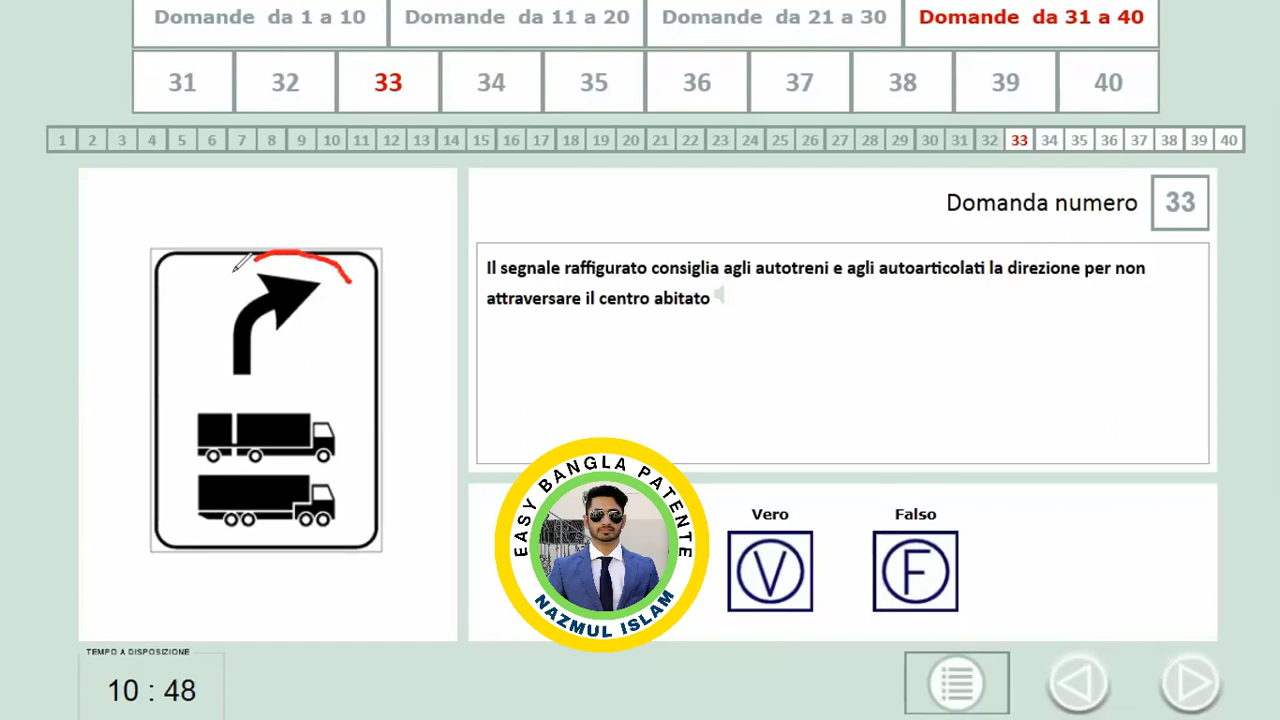 Domande da 1 a 10
Domande da 11 a 20
Domande da 21 a 30
Domande da 31 a 40
31 32 33 34 35 36 37 38 39 40
1 2 3 4 5 6 7 8 9 10 11 12 13 14 15 16 17 18 19 20 21 22 23 24 25 26 27 28 29 30 31 32 33 34 35 36 37 38 39 40
Domanda numero 33
Il segnale raffigurato consiglia agli autotreni e agli autoarticolati la direzione per non
attraversare il centro abitato
EASY BANGLA PATENTE
NAZMUL ISLAM
Vero
Falso
V
F
TEMPO A DISPOSIZIONE
10 : 48